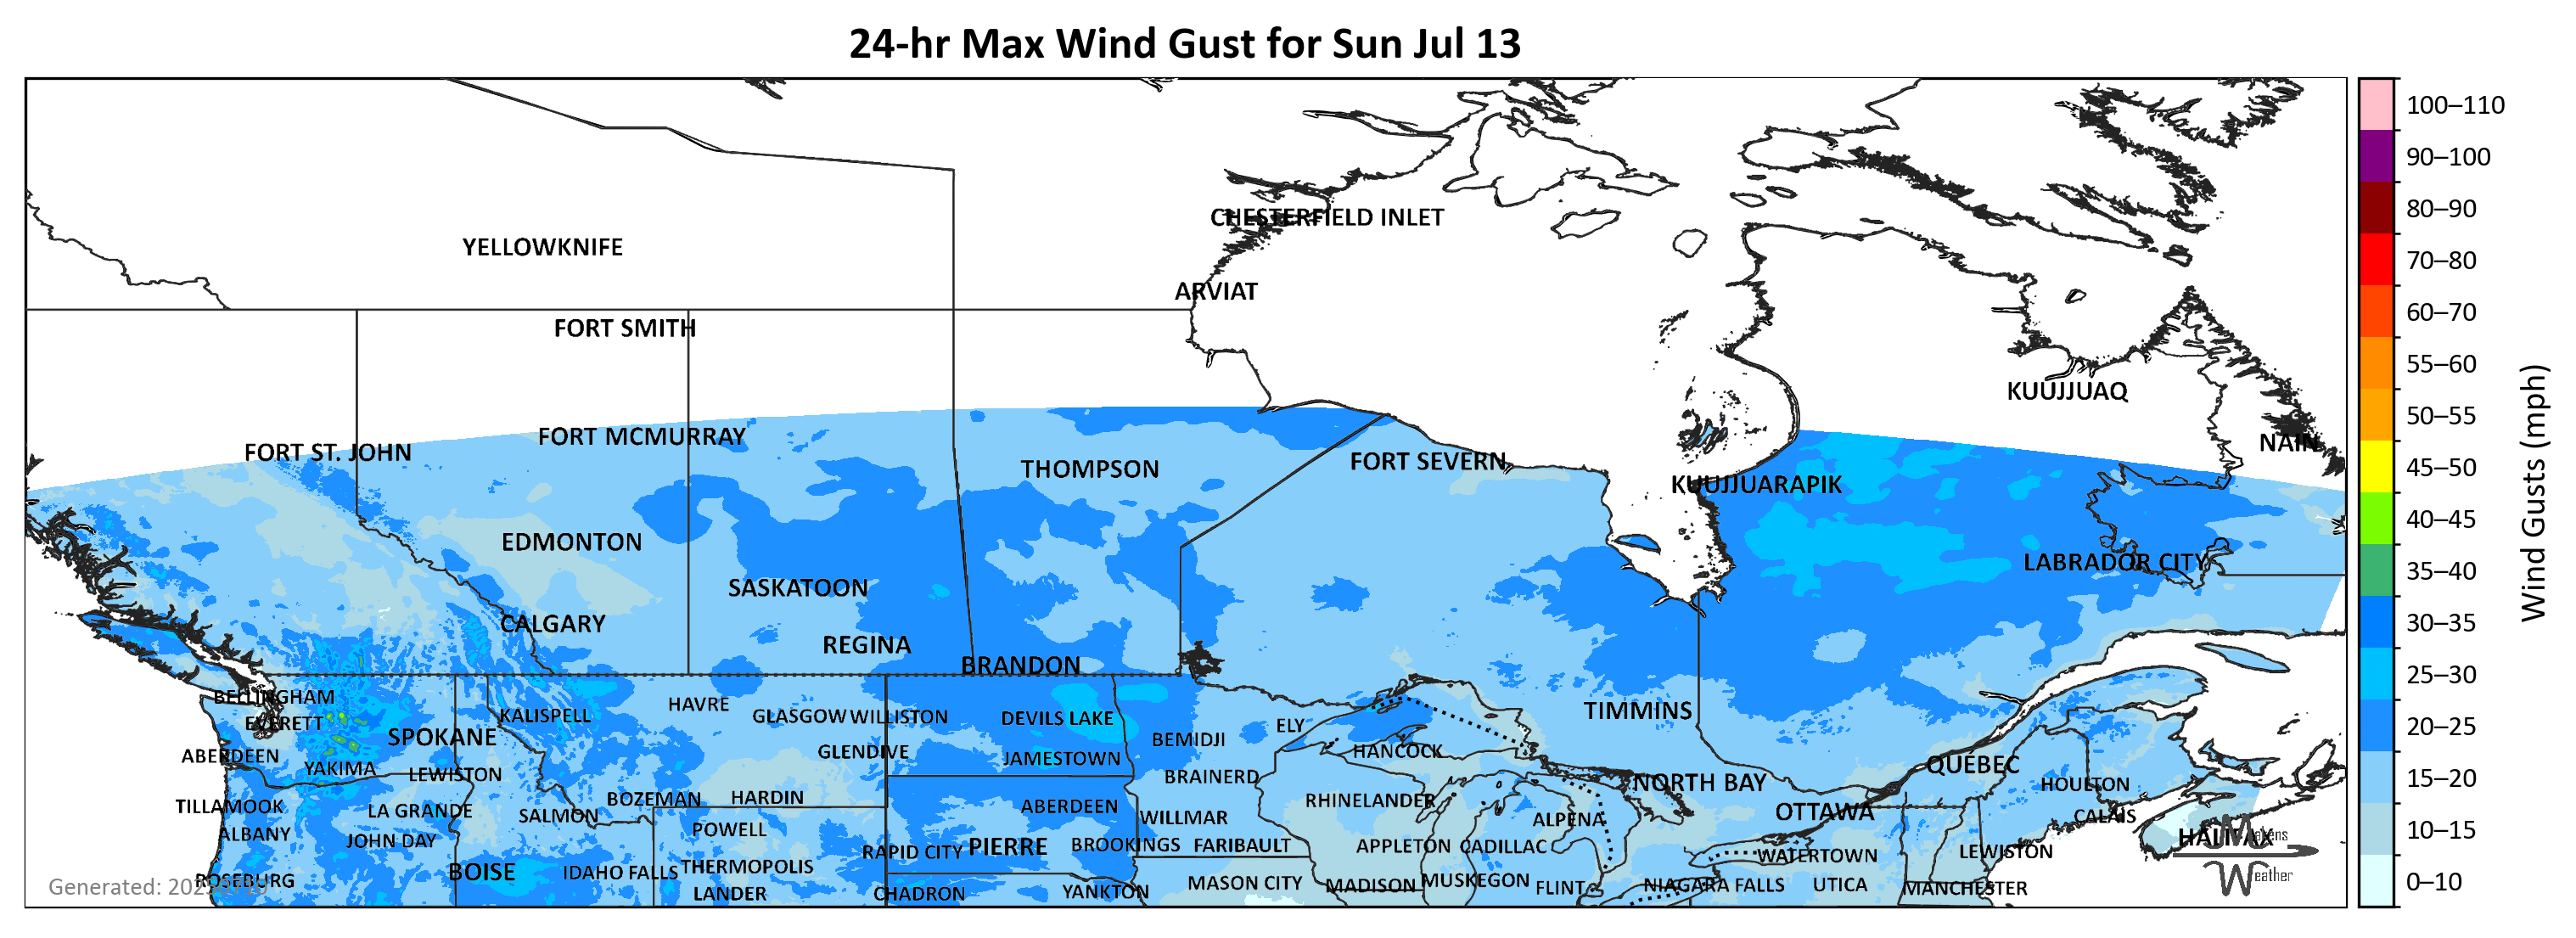 24-hr Max Wind Gust for Sun Jul 13
100–110
90–100
80–90
70–80
60–70
55–60
50–55
45–50
40–45
35–40
30–35
25–30
20–25
15–20
10–15
0–10
Wind Gusts (mph)
CHESTERFIELD INLET
YELLOWKNIFE
ARVIAT
FORT SMITH
KUUJJUAQ
NAIN
FORT MCMURRAY
FORT ST. JOHN
FORT SEVERN
THOMPSON
KUUJJUARAPIK
EDMONTON
LABRADOR CITY
SASKATOON
CALGARY
REGINA
BRANDON
BELLINGHAM
HAVRE
TIMMINS
KALISPELL
GLASGOW
WILLISTON
DEVILS LAKE
EVERETT
ELY
SPOKANE
BEMIDJI
GLENDIVE
HANCOCK
ABERDEEN
JAMESTOWN
QUÉBEC
YAKIMA
LEWISTON
BRAINERD
NORTH BAY
HOULTON
BOZEMAN
HARDIN
RHINELANDER
TILLAMOOK
LA GRANDE
ABERDEEN
OTTAWA
SALMON
WILLMAR
ALPENA
CALAIS
POWELL
ALBANY
HALIFAX
JOHN DAY
BROOKINGS
FARIBAULT
PIERRE
APPLETON
CADILLAC
RAPID CITY
LEWISTON
WATERTOWN
THERMOPOLIS
BOISE
IDAHO FALLS
ROSEBURG
MUSKEGON
MASON CITY
MADISON
NIAGARA FALLS
UTICA
FLINT
MANCHESTER
YANKTON
LANDER
CHADRON
Generated:
Weather